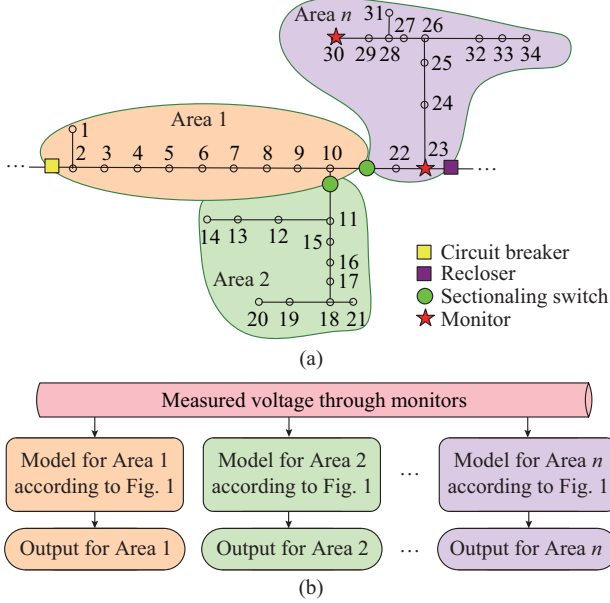 31
27
26
Area n
30
29
28
32
33
34
25
24
Area 1
1
2
3
4
5
6
7
8
9
10
22
23
...
...
14
13
12
11
15
16
17
Area 2
20
19
18
21
Circuit breaker
Recloser
Sectionaling switch
Monitor
(a)
Measured voltage through monitors
Model for Area 1
according to Fig. 1
Model for Area 2
according to Fig. 1
...
Model for Area n
according to Fig. 1
Output for Area 1
Output for Area 2
...
Output for Area n
(b)